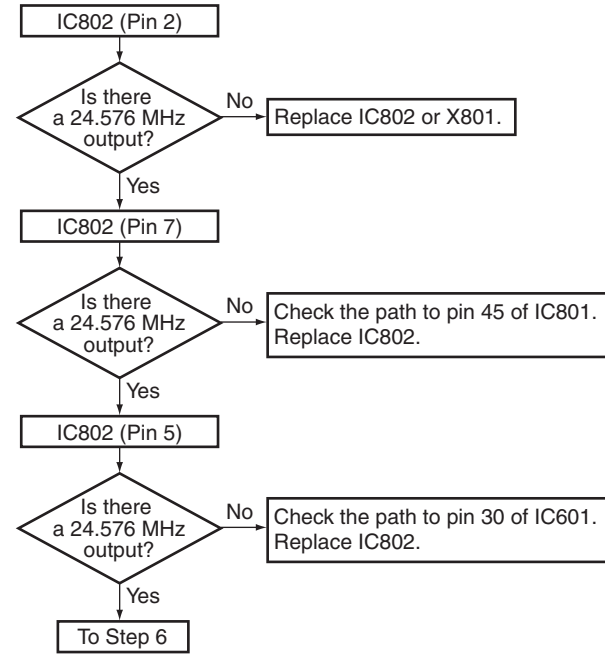 IC802 (Pin 2)
Is there
a 24.576 MHz
output?
No
Replace IC802 or X801.
Yes
IC802 (Pin 7)
Is there
a 24.576 MHz
output?
No
Check the path to pin 45 of IC801.
Replace IC802.
Yes
IC802 (Pin 5)
Is there
a 24.576 MHz
output?
No
Check the path to pin 30 of IC601.
Replace IC802.
Yes
To Step 6